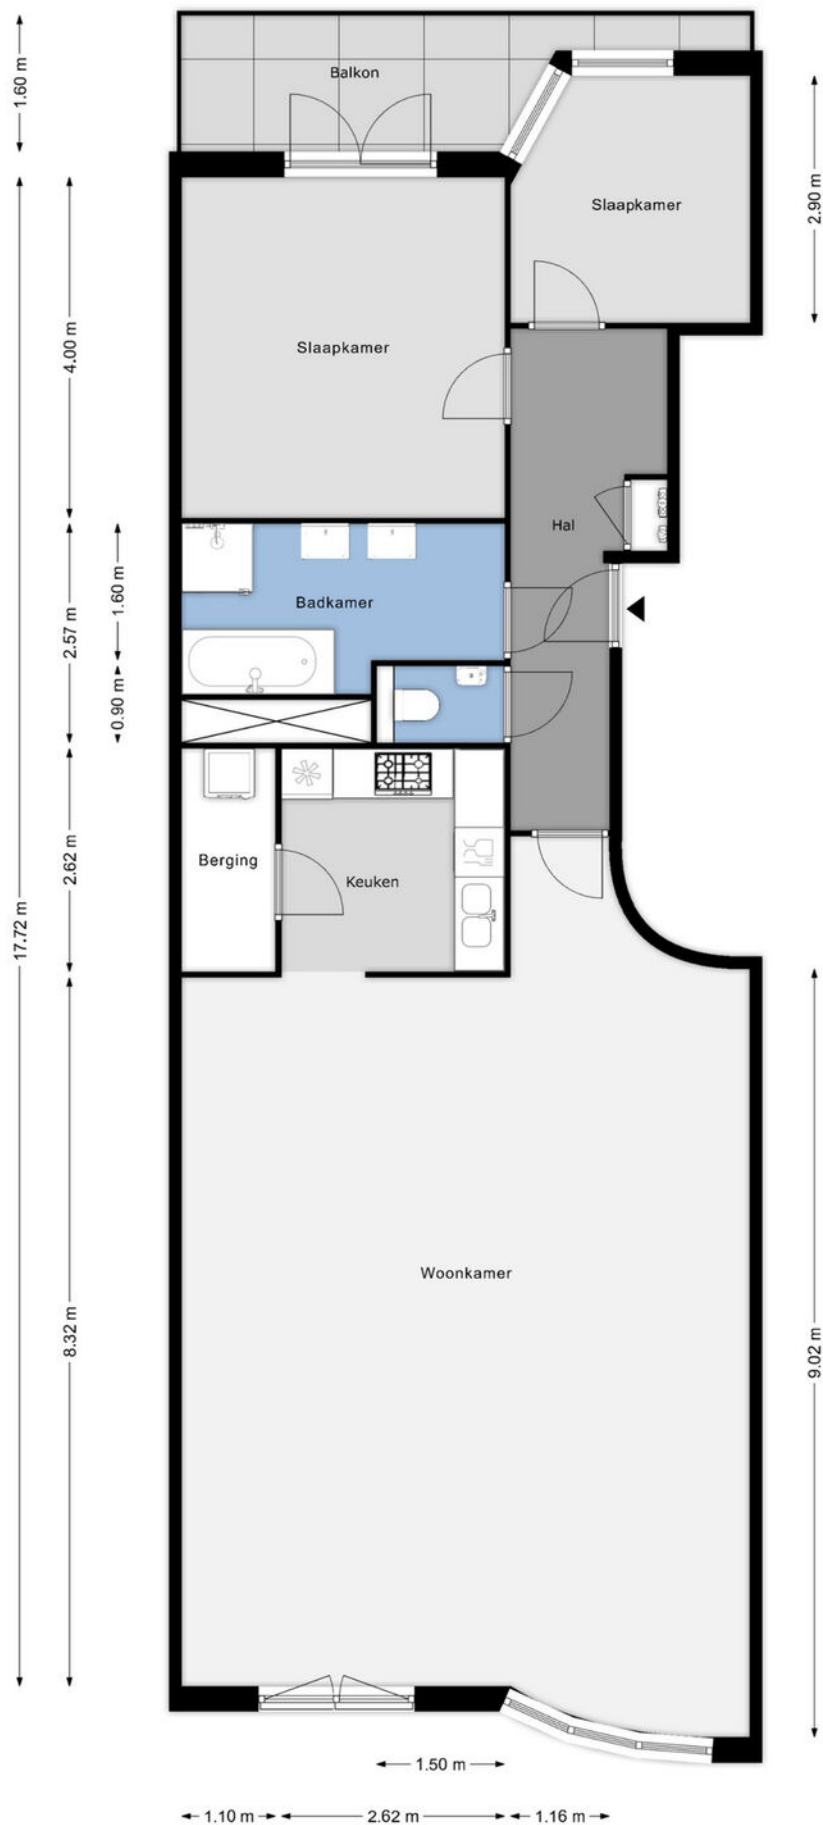 1.60 m
Balkon
2.90 m
Slaapkamer
4.00 m
Slaapkamer
Hal
1.60 m
2.57 m
Badkamer
0.90 m
2.62 m
Berging
Keuken
17.72 m
Woonkamer
8.32 m
9.02 m
1.50 m
1.10 m
2.62 m
1.16 m